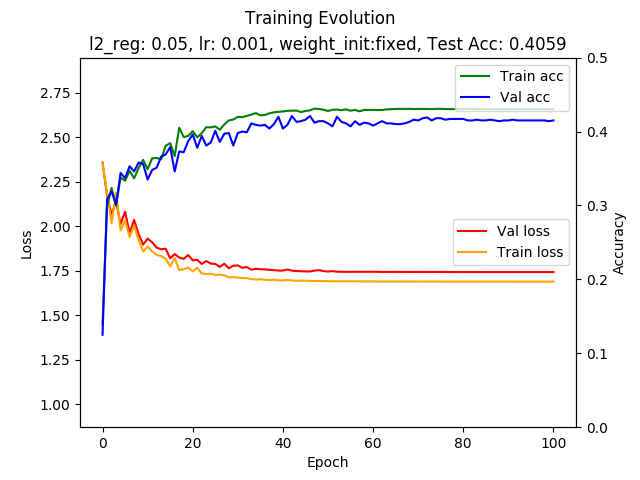 Training Evolution
l2_reg: 0.05, lr: 0.001, weight_init:fixed, Test Acc: 0.4059
Loss
2.75
2.50
2.25
2.00
1.75
1.50
1.25
1.00
0
20
40
60
80
100
Epoch
0.5
0.4
0.3
0.2
0.1
0.0
Accuracy
Train acc
Val acc
Val loss
Train loss